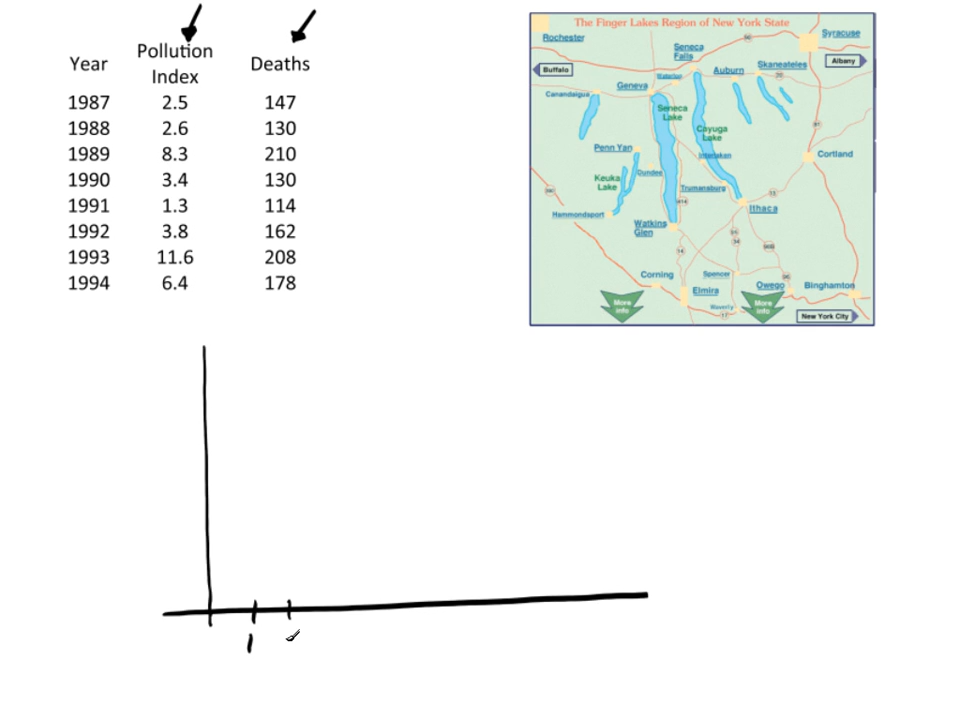 Year Pollution Index Deaths
1987 2.5 147
1988 2.6 130
1989 8.3 210
1990 3.4 130
1991 1.3 114
1992 3.8 162
1993 11.6 208
1994 6.4 178
The Finger Lakes Region of New York State
Rochester
Syracuse
Seneca Falls
Buffalo
Albany
Auburn
Skaneateles
Waterloo
Geneva
Canandaigua
Seneca Lake
Cayuga Lake
Penn Yan
Interlaken
Cortland
Dundee
Keuka Lake
Trumansburg
Hammondsport
Ithaca
Watkins Glen
Corning
Spencer
Elmira
Owego
Binghamton
More info
More info
Waverly
New York City
1